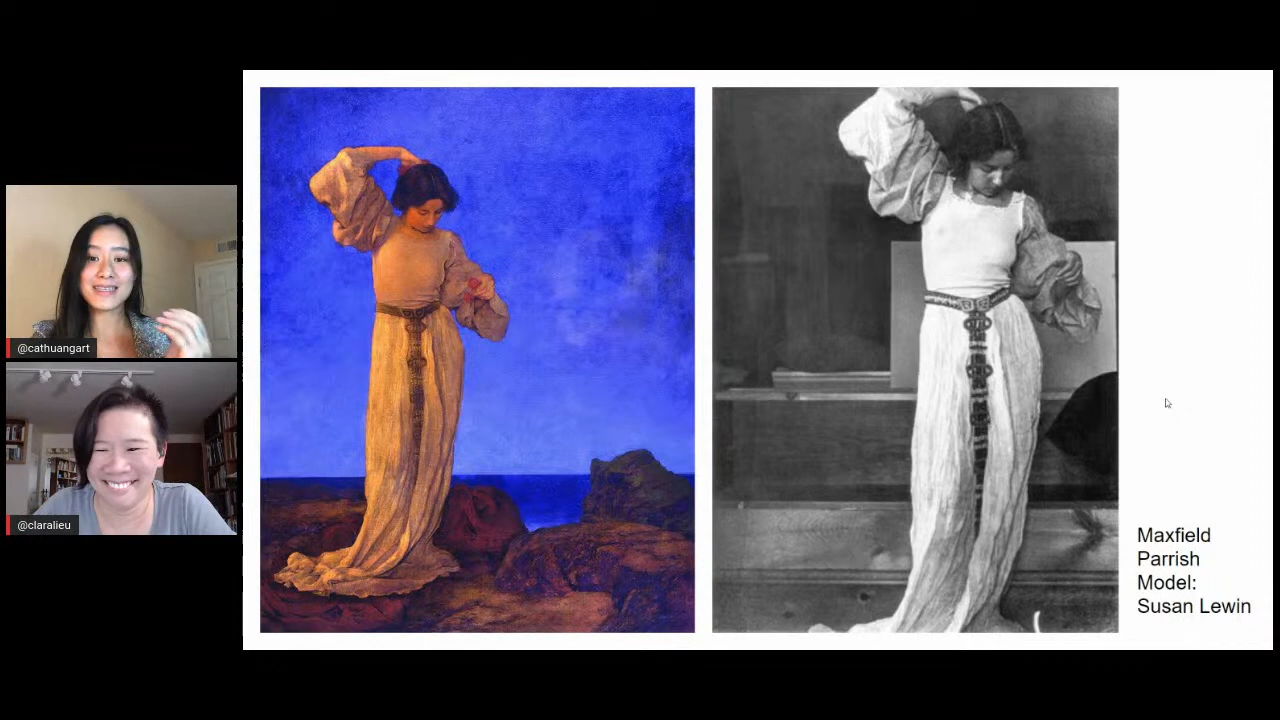 @cathuangart
@claralieu
Maxfield
Parrish
Model:
Susan Lewin